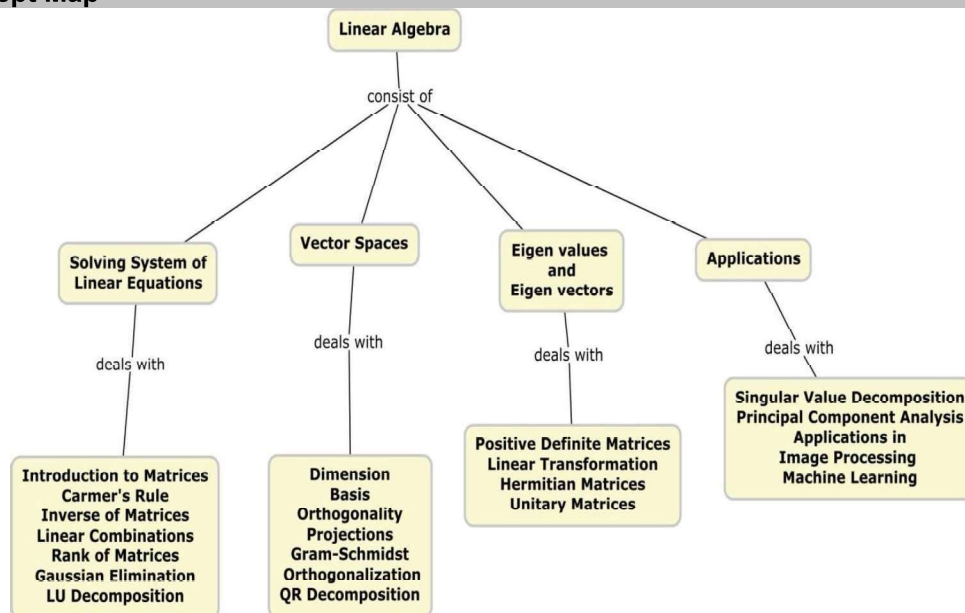 Linear Algebra
consist of
Solving System of
Linear Equations
Vector Spaces
Eigen values
and
Eigen vectors
Applications
deals with
deals with
deals with
deals with
Introduction to Matrices
Carmer's Rule
Inverse of Matrices
Linear Combinations
Rank of Matrices
Gaussian Elimination
LU Decomposition
Dimension
Basis
Orthogonality
Projections
Gram-Schmidst
Orthogonalization
QR Decomposition
Positive Definite Matrices
Linear Transformation
Hermitian Matrices
Unitary Matrices
Singular Value Decomposition
Principal Component Analysis
Applications in
Image Processing
Machine Learning